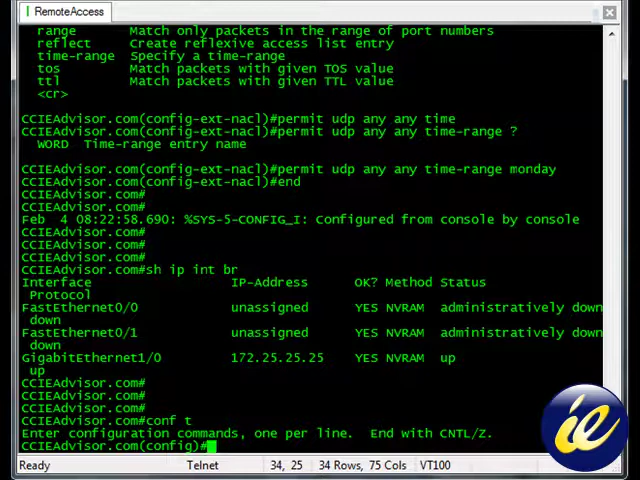 RemoteAccess
range Match only packets in the range of port numbers
reflect Create reflexive access list entry
time-range Specify a time-range
tos Match packets with given TOS value
ttl Match packets with given TTL value
<cr>
CCIEAdvisor.com(config-ext-nacl)#permit udp any any time
CCIEAdvisor.com(config-ext-nacl)#permit udp any any time-range ?
WORD Time-range entry name
CCIEAdvisor.com(config-ext-nacl)#permit udp any any time-range monday
CCIEAdvisor.com(config-ext-nacl)#end
CCIEAdvisor.com#
CCIEAdvisor.com#
Feb 4 08:22:58.690: %SYS-5-CONFIG_I: Configured from console by console
CCIEAdvisor.com#
CCIEAdvisor.com#
CCIEAdvisor.com#
CCIEAdvisor.com#sh ip int br
Interface IP-Address OK? Method Status
Protocol
FastEthernet0/0 unassigned YES NVRAM administratively down
down
FastEthernet0/1 unassigned YES NVRAM administratively down
down
GigabitEthernet1/0 172.25.25.25 YES NVRAM up
up
CCIEAdvisor.com#
CCIEAdvisor.com#
CCIEAdvisor.com#
CCIEAdvisor.com#conf t
Enter configuration commands, one per line. End with CNTL/Z.
CCIEAdvisor.com(config)#
ie
Ready Telnet 34, 25 34 Rows, 75 Cols VT100